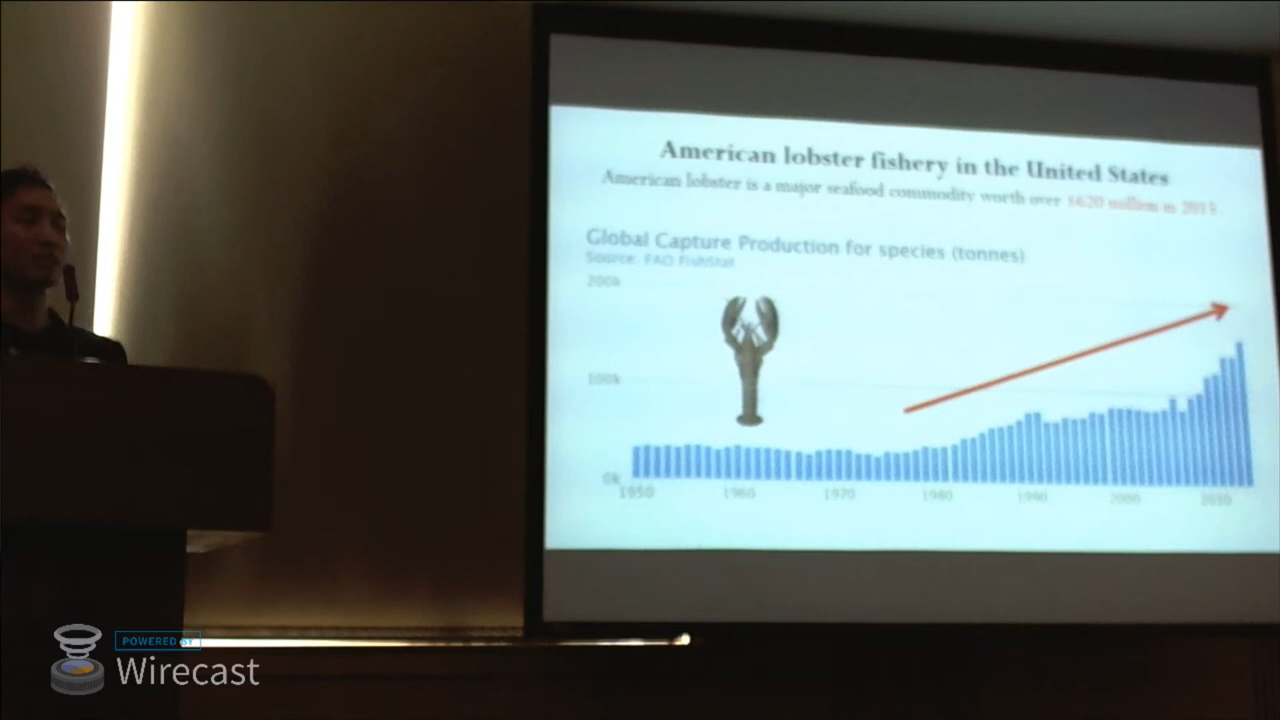 American lobster fishery in the United States
American lobster is a major seafood commodity worth over $620 million in 2015
Global Capture Production for species (tonnes)
Source: FAO FishStat
200k
100k
0k
1950 1960 1970 1980 1990 2000 2010
POWERED BY
Wirecast